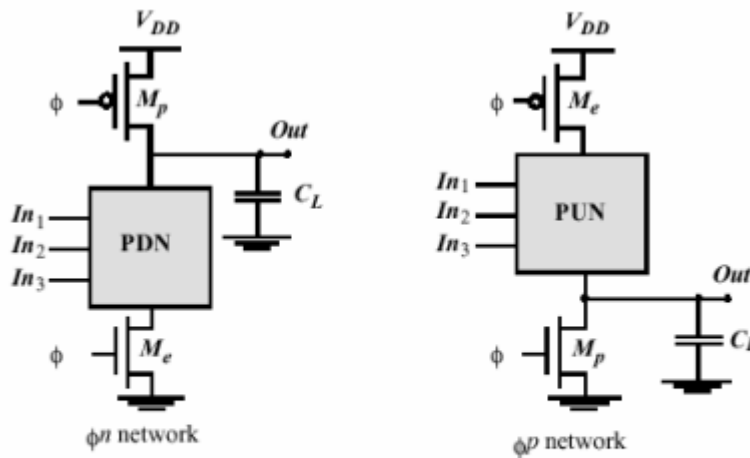 V_DD
ϕ
M_p
Out
C_L
In_1
In_2
In_3
PDN
ϕ
M_e
ϕn network
V_DD
ϕ
M_e
In_1
In_2
In_3
PUN
Out
ϕ
M_p
ϕp network